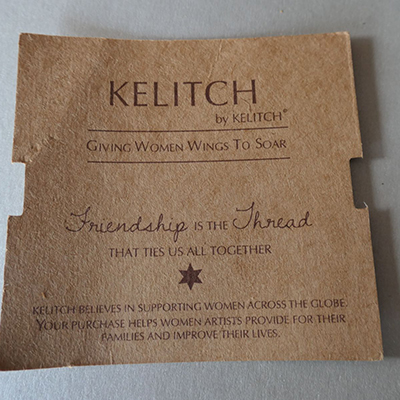 KELITCH
by KELITCH®
GIVING WOMEN WINGS TO SOAR
Friendship IS THE Thread
THAT TIES US ALL TOGETHER
KELITCH BELIEVES IN SUPPORTING WOMEN ACROSS THE GLOBE.
YOUR PURCHASE HELPS WOMEN ARTISTS PROVIDE FOR THEIR
FAMILIES AND IMPROVE THEIR LIVES.